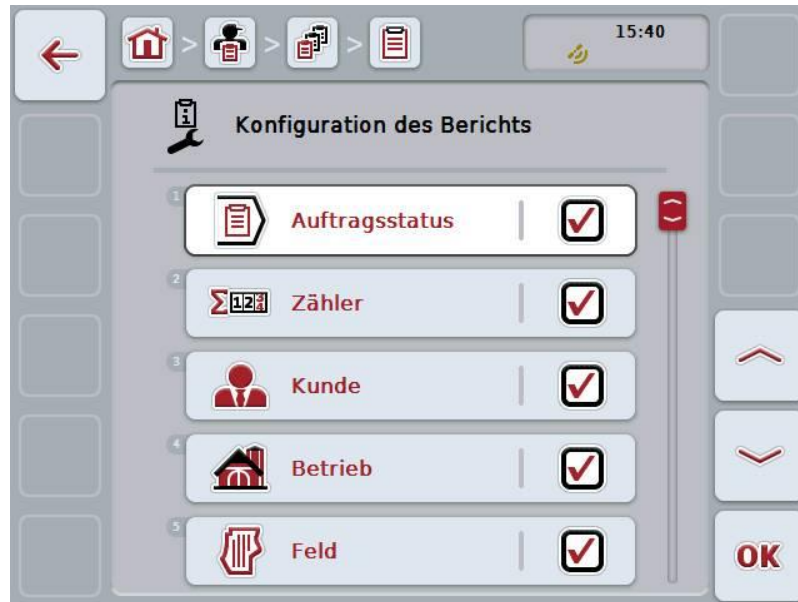 15:40
Konfiguration des Berichts
1
Auftragsstatus
2
Zähler
3
Kunde
4
Betrieb
5
Feld
OK